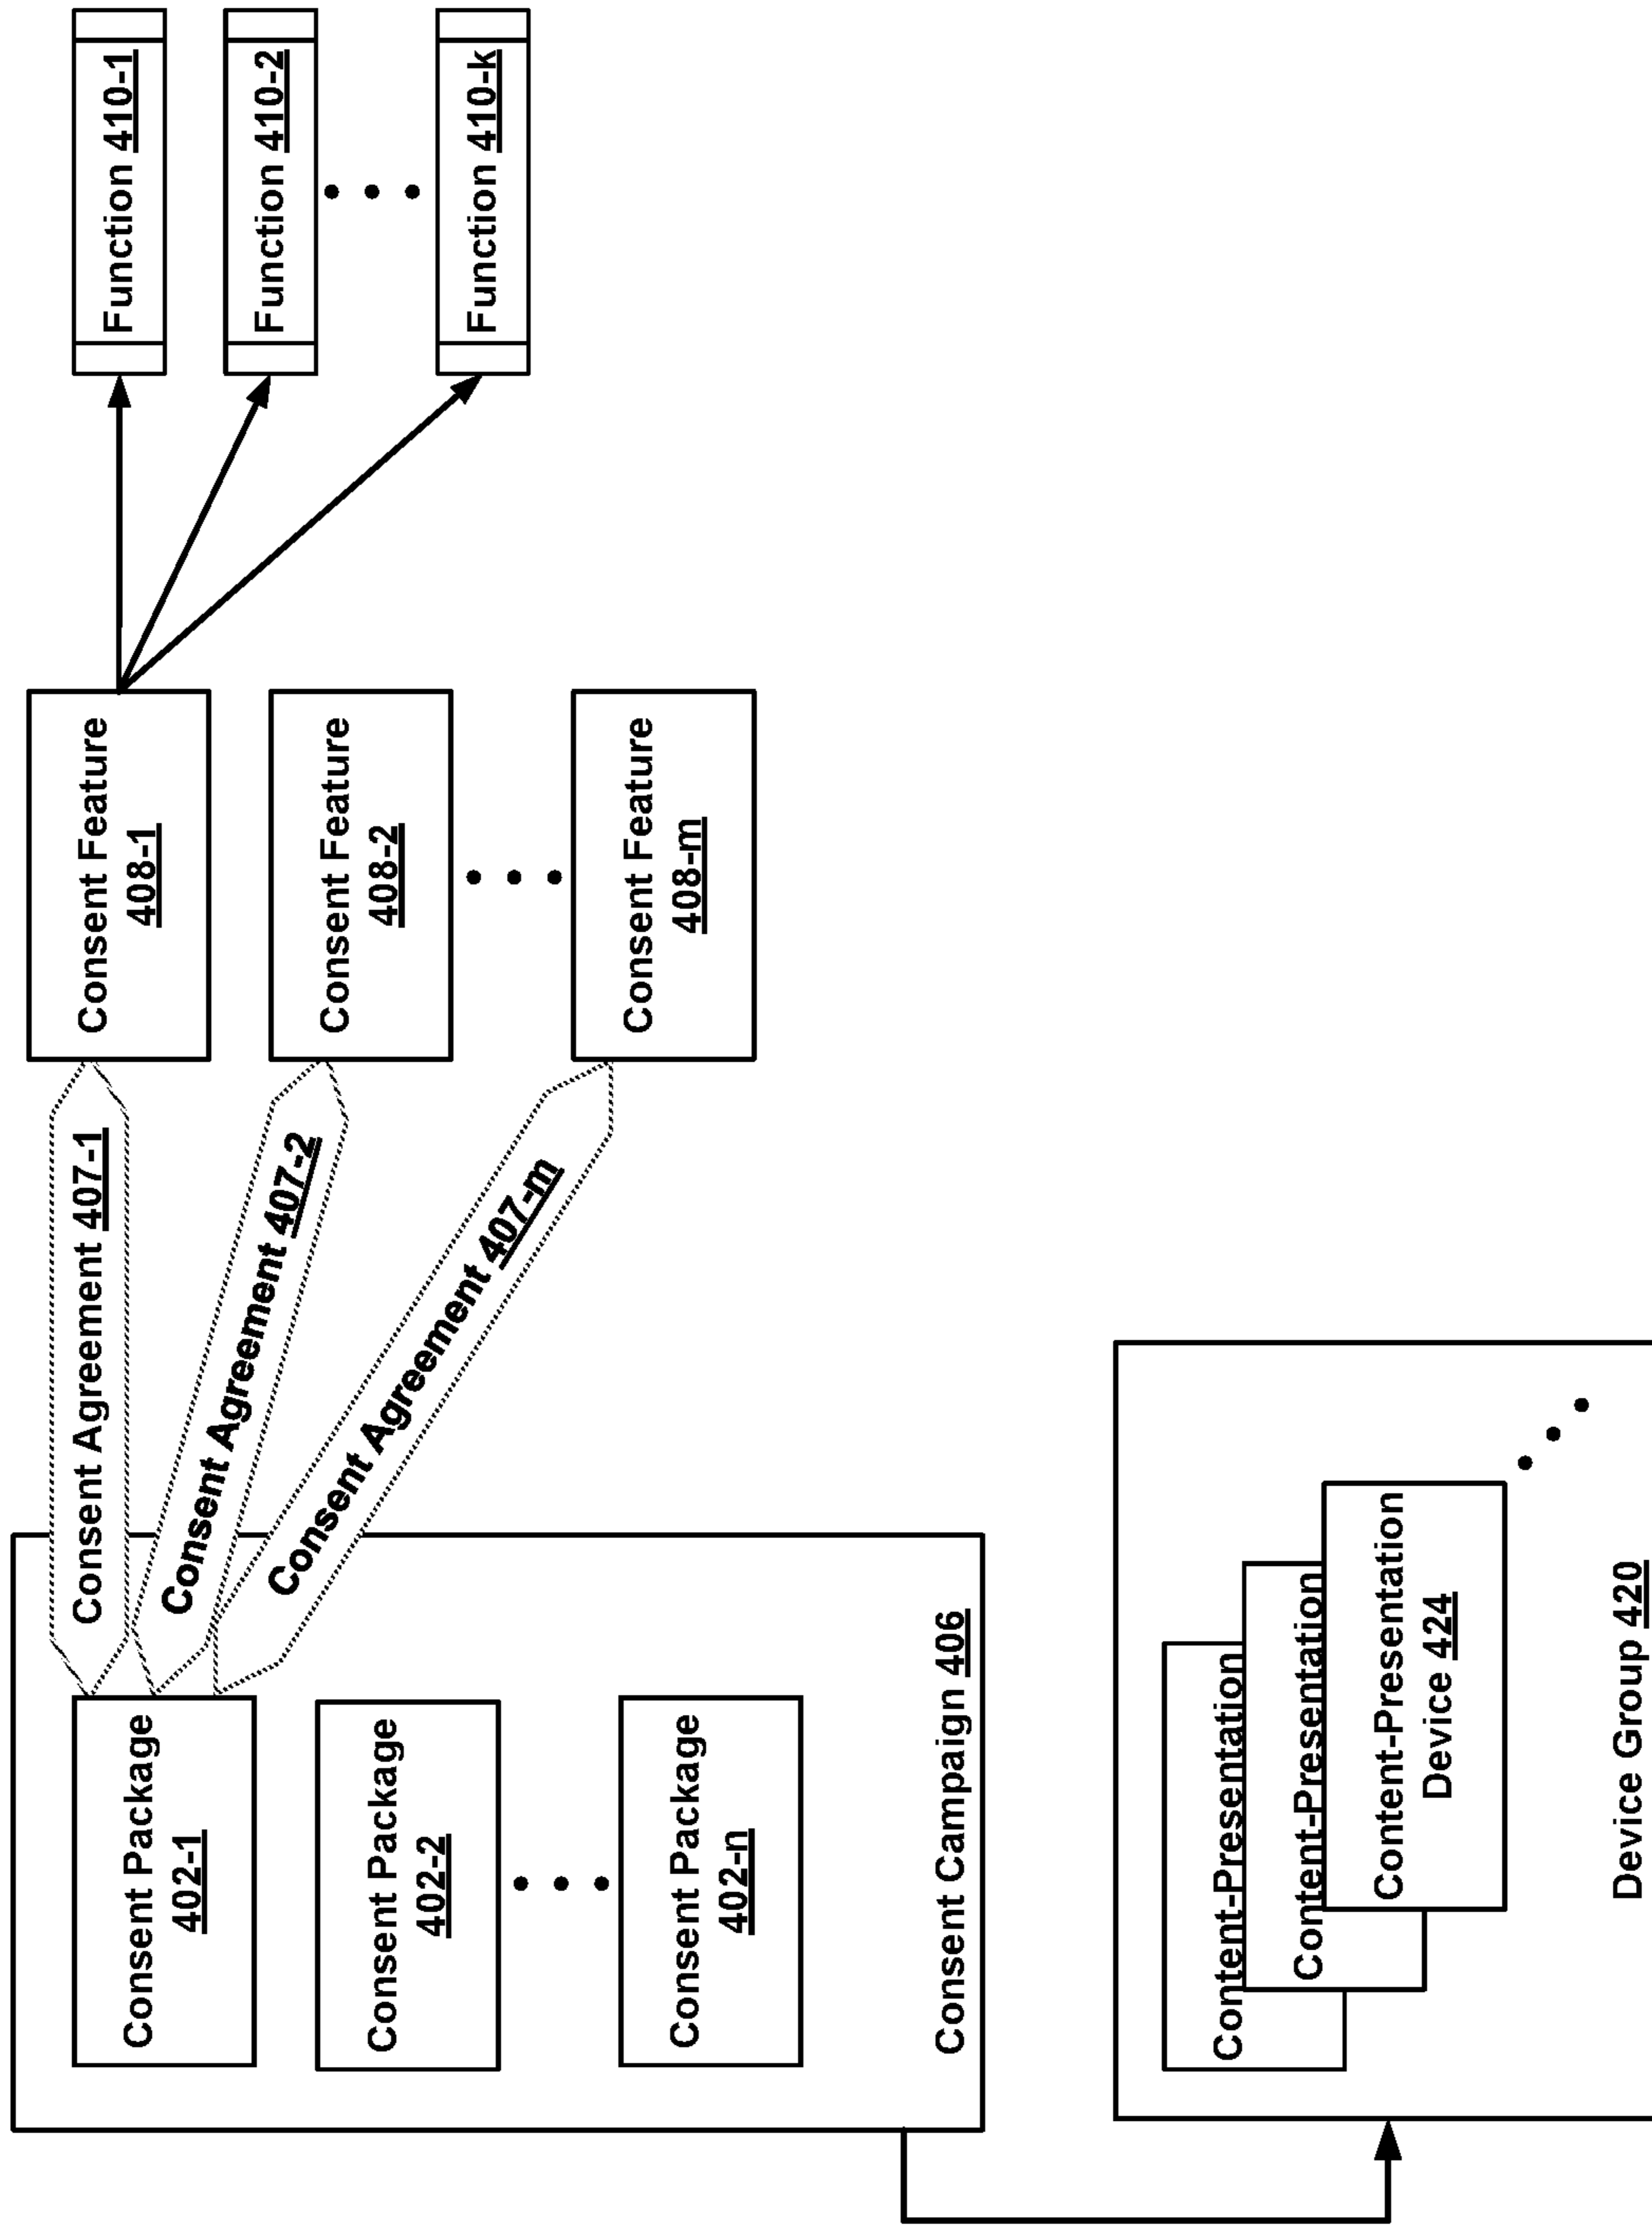 Consent Package
402-1
Consent Package
402-2
Consent Package
402-n
Consent Campaign 406
Consent Agreement 407-1
Consent Agreement 407-2
Consent Agreement 407-m
Consent Feature
408-1
Consent Feature
408-2
Consent Feature
408-m
Function 410-1
Function 410-2
Function 410-k
Content-Presentation
Content-Presentation
Content-Presentation
Device 424
Device Group 420